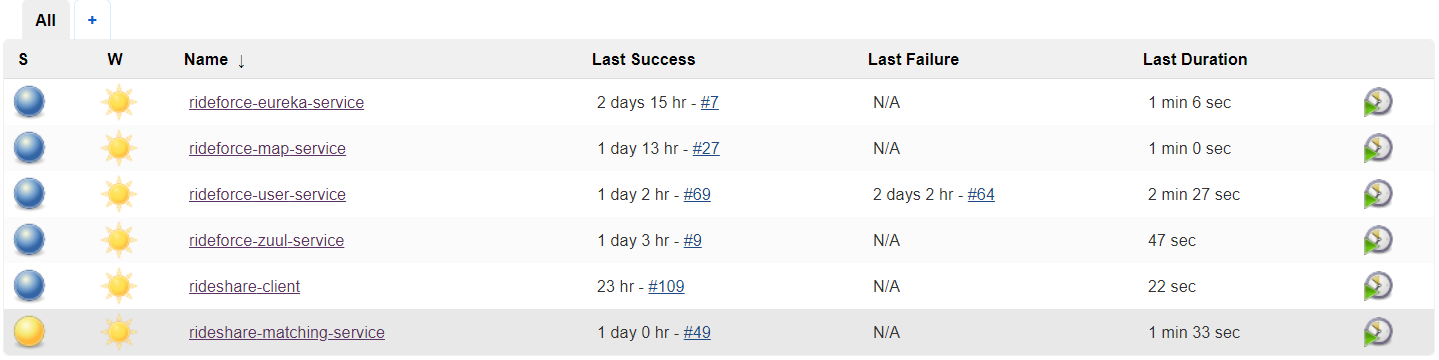 All +
S W Name ↓ Last Success Last Failure Last Duration
rideforce-eureka-service 2 days 15 hr - #7 N/A 1 min 6 sec
rideforce-map-service 1 day 13 hr - #27 N/A 1 min 0 sec
rideforce-user-service 1 day 2 hr - #69 2 days 2 hr - #64 2 min 27 sec
rideforce-zuul-service 1 day 3 hr - #9 N/A 47 sec
rideshare-client 23 hr - #109 N/A 22 sec
rideshare-matching-service 1 day 0 hr - #49 N/A 1 min 33 sec